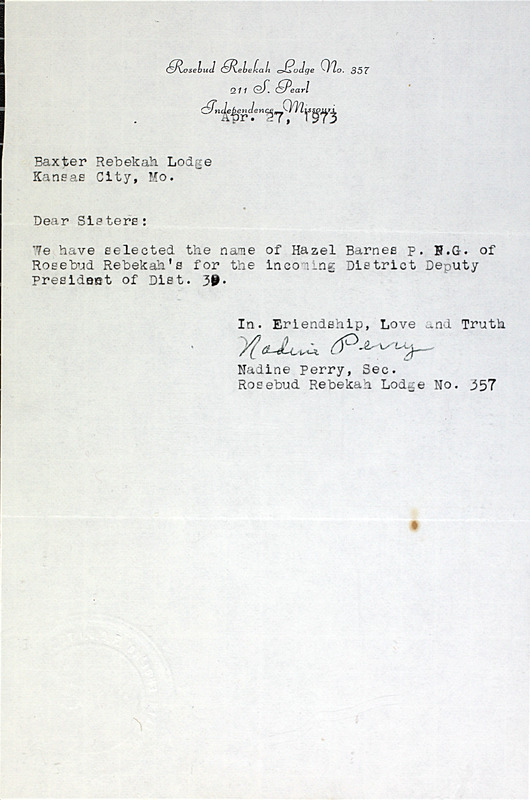 Rosebud Rebekah Lodge No. 357
211 S. Pearl
Independence, Missouri
Apr. 27, 1973
Baxter Rebekah Lodge
Kansas City, Mo.
Dear Sisters:
We have selected the name of Hazel Barnes P. N.G. of
Rosebud Rebekah's for the incoming District Deputy
President of Dist. 39.
In. Eriendship, Love and Truth
Nadine Perry
Nadine Perry, Sec.
Rosebud Rebekah Lodge No. 357